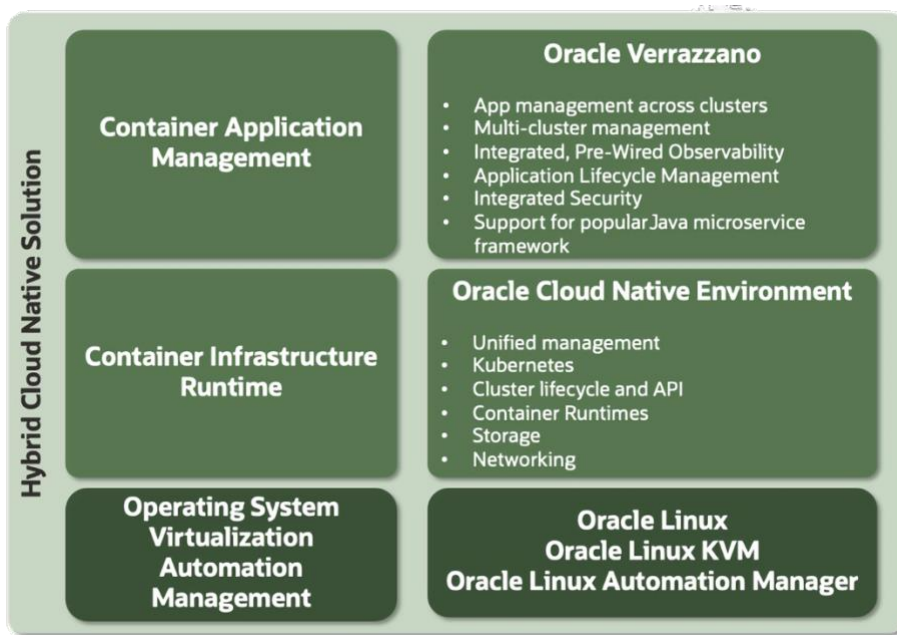 Hybrid Cloud Native Solution
Container Application
Management
Oracle Verrazzano
• App management across clusters
• Multi-cluster management
• Integrated, Pre-Wired Observability
• Application Lifecycle Management
• Integrated Security
• Support for popular Java microservice
framework
Container Infrastructure
Runtime
Oracle Cloud Native Environment
• Unified management
• Kubernetes
• Cluster lifecycle and API
• Container Runtimes
• Storage
• Networking
Operating System
Virtualization
Automation
Management
Oracle Linux
Oracle Linux KVM
Oracle Linux Automation Manager